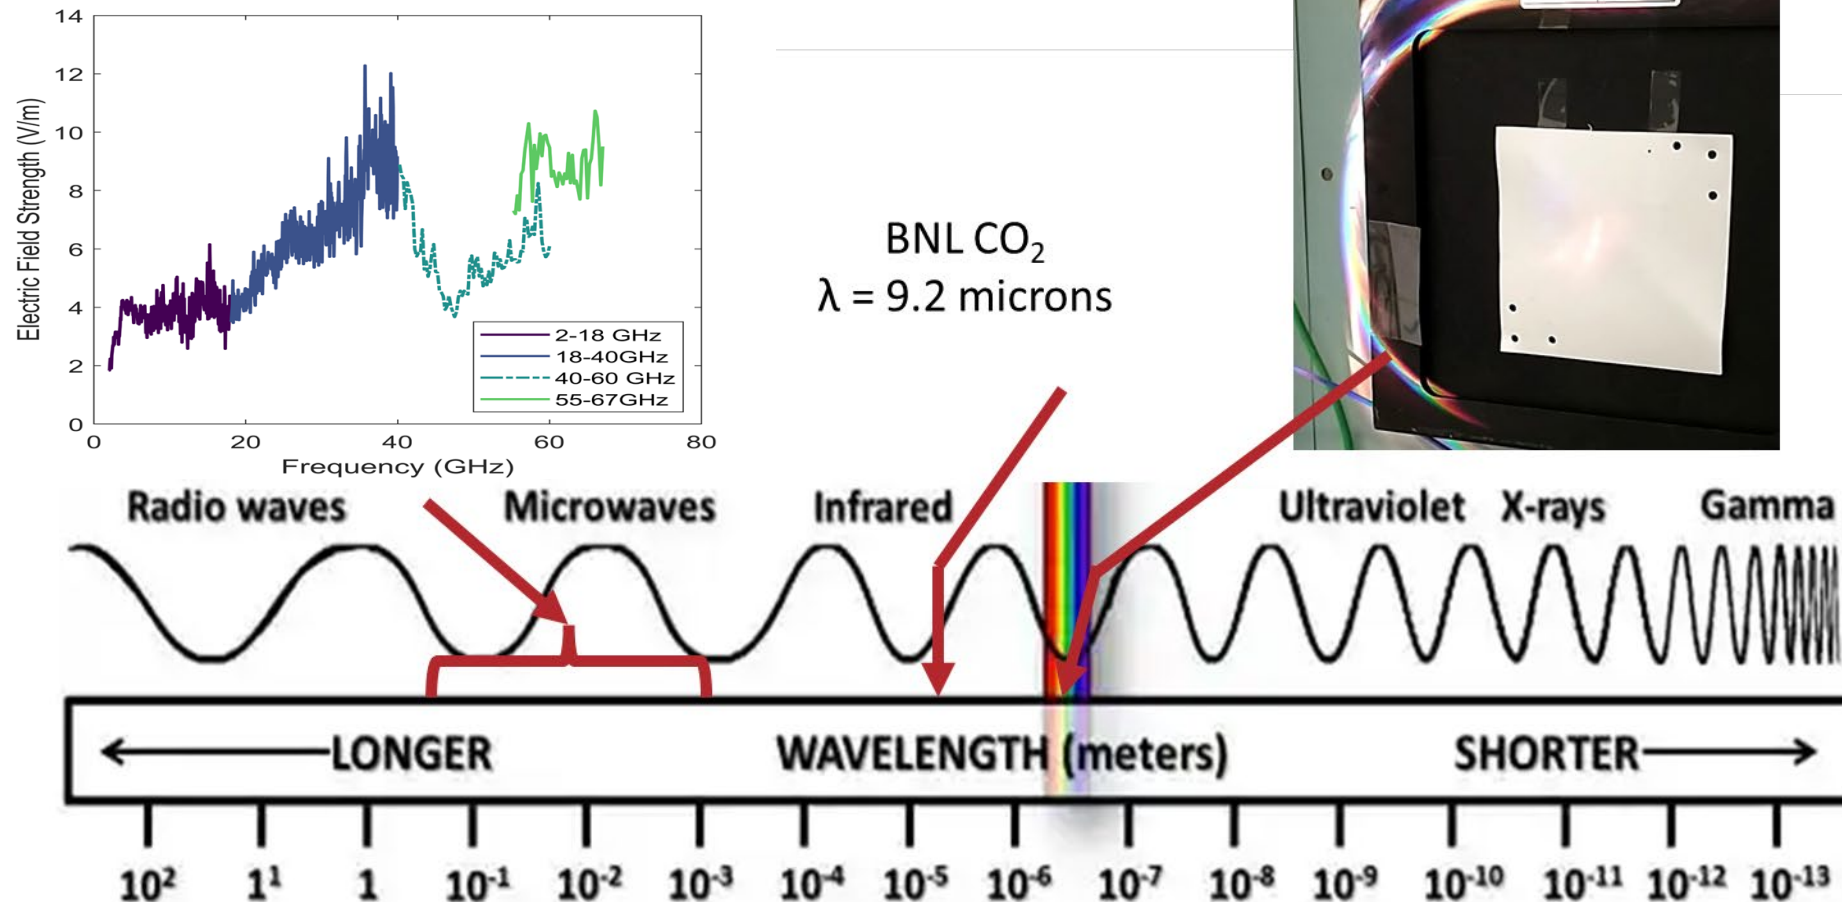 14
12
10
8
6
4
2
0
Electric Field Strength (V/m)
0 20 40 60 80
Frequency (GHz)
2-18 GHz
18-40GHz
40-60 GHz
55-67GHz
BNL CO₂
λ = 9.2 microns
Radio waves Microwaves Infrared Ultraviolet X-rays Gamma
LONGER WAVELENGTH (meters) SHORTER
10² 1¹ 1 10⁻¹ 10⁻² 10⁻³ 10⁻⁴ 10⁻⁵ 10⁻⁶ 10⁻⁷ 10⁻⁸ 10⁻⁹ 10⁻¹⁰ 10⁻¹¹ 10⁻¹² 10⁻¹³